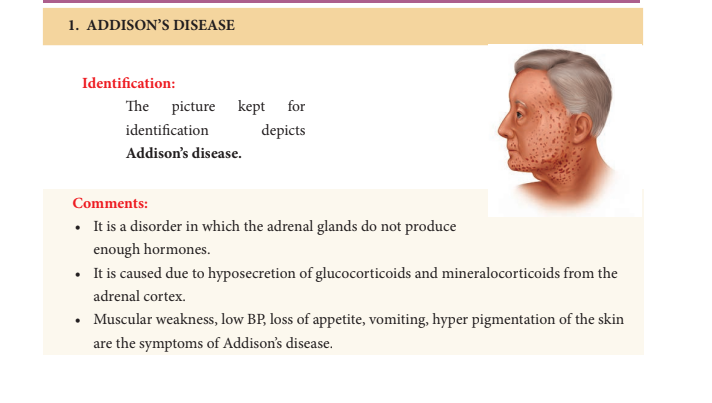 1. ADDISON'S DISEASE
Identification:
The picture kept for
identification depicts
Addison's disease.
Comments:
• It is a disorder in which the adrenal glands do not produce
enough hormones.
• It is caused due to hyposecretion of glucocorticoids and mineralocorticoids from the
adrenal cortex.
• Muscular weakness, low BP, loss of appetite, vomiting, hyper pigmentation of the skin
are the symptoms of Addison's disease.